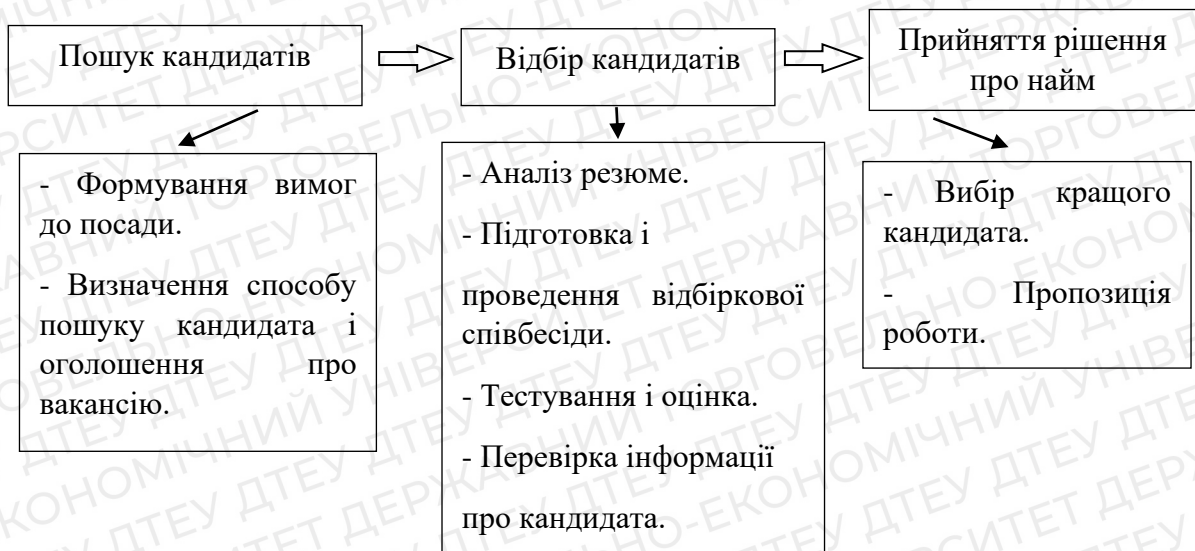 Пошук кандидатів
Відбір кандидатів
Прийняття рішення
про найм
- Формування вимог
до посади.
- Визначення способу
пошуку кандидата і
оголошення про
вакансію.
- Аналіз резюме.
- Підготовка і
проведення відбіркової
співбесіди.
- Тестування і оцінка.
- Перевірка інформації
про кандидата.
- Вибір кращого
кандидата.
- Пропозиція
роботи.